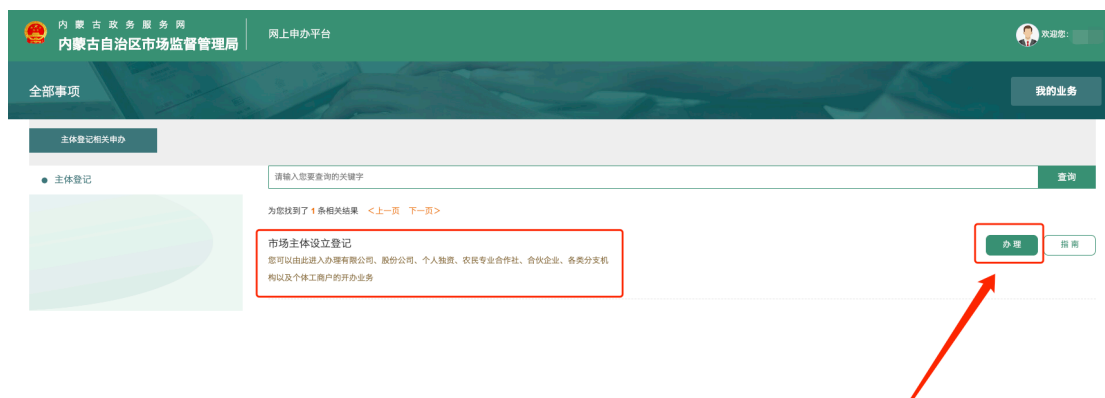 内蒙古政务服务网
内蒙古自治区市场监督管理局
网上申办平台
欢迎您:
全部事项
我的业务
主体登记相关申办
主体登记
请输入您要查询的关键字
查询
为您找到了 1 条相关结果 <上一页 下一页>
市场主体设立登记
办理
指南
您可以由此进入办理有限公司、股份公司、个人独资、农民专业合作社、合伙企业、各类分支机
构以及个体工商户的开办业务